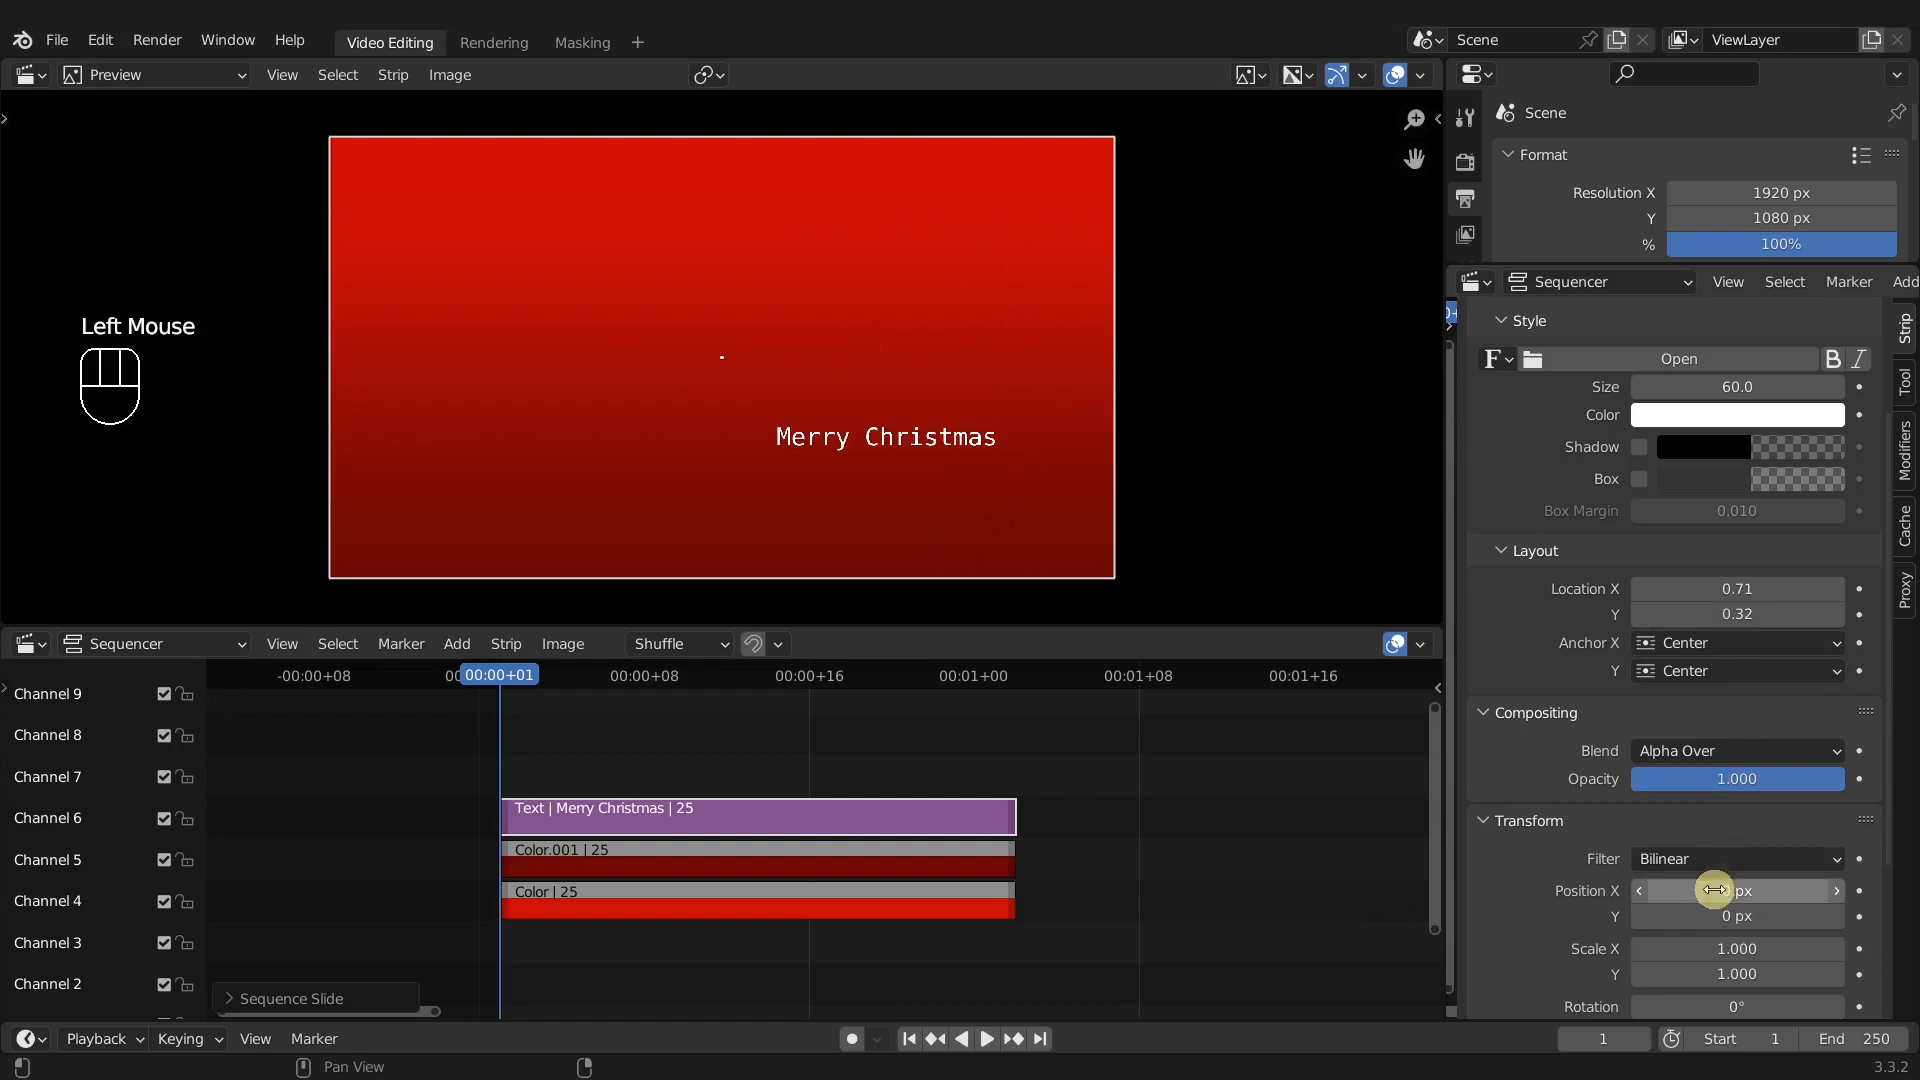 File Edit Render Window Help Video Editing Rendering Masking + Scene ViewLayer
Preview View Select Strip Image
Scene
Format
Resolution X 1920 px
Y 1080 px
% 100%
Merry Christmas
Left Mouse
Sequencer View Select Marker Add
Style
F Open B I
Size 60.0
Color
Shadow
Box
Box Margin 0.010
Layout
Location X 0.71
Y 0.32
Anchor X Center
Y Center
Compositing
Blend Alpha Over
Opacity 1.000
Transform
Filter Bilinear
Position X px
Y 0 px
Scale X 1.000
Y 1.000
Rotation 0°
Strip
Tool
Modifiers
Cache
Proxy
Sequencer View Select Marker Add Strip Image Shuffle
-00:00+08 00:00+01 00:00+08 00:00+16 00:01+00 00:01+08 00:01+16
Channel 9
Channel 8
Channel 7
Channel 6 Text | Merry Christmas | 25
Channel 5 Color.001 | 25
Channel 4 Color | 25
Channel 3
Channel 2
Sequence Slide
Playback Keying View Marker 1 Start 1 End 250
Pan View 3.3.2